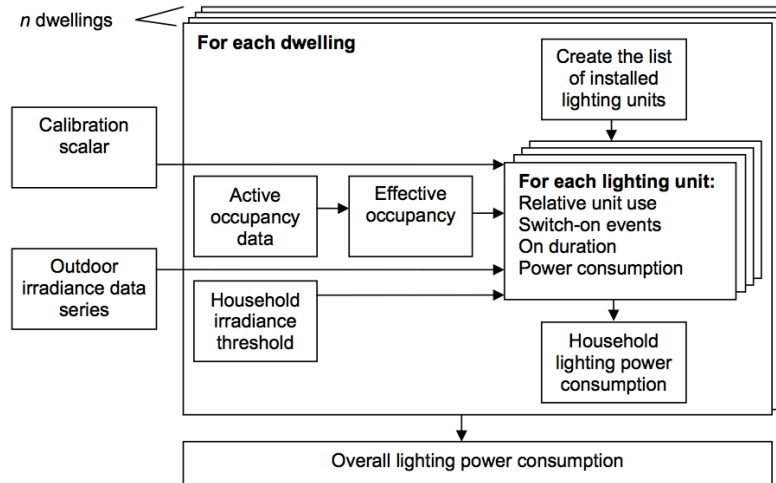 n dwellings
For each dwelling
Create the list
of installed
lighting units
Calibration
scalar
For each lighting unit:
Relative unit use
Switch-on events
On duration
Power consumption
Active
occupancy
data
Effective
occupancy
Outdoor
irradiance data
series
Household
irradiance
threshold
Household
lighting power
consumption
Overall lighting power consumption